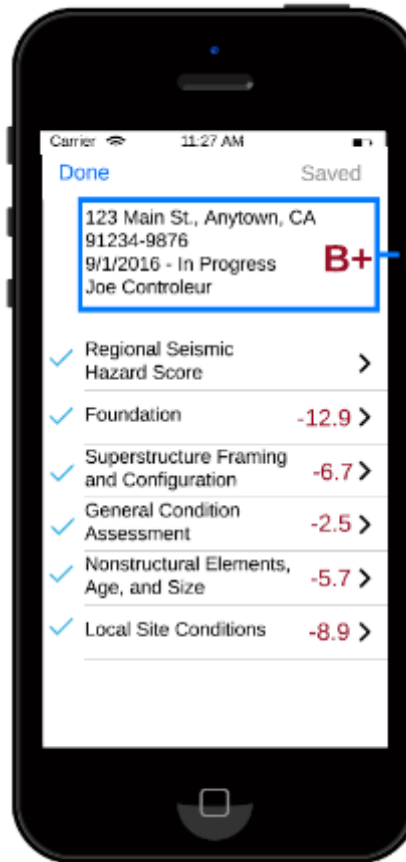 Carrier 11:27 AM
Done Saved
123 Main St., Anytown, CA
91234-9876
9/1/2016 - In Progress B+
Joe Controleur
Regional Seismic
Hazard Score
Foundation -12.9
Superstructure Framing
and Configuration -6.7
General Condition
Assessment -2.5
Nonstructural Elements,
Age, and Size -5.7
Local Site Conditions -8.9